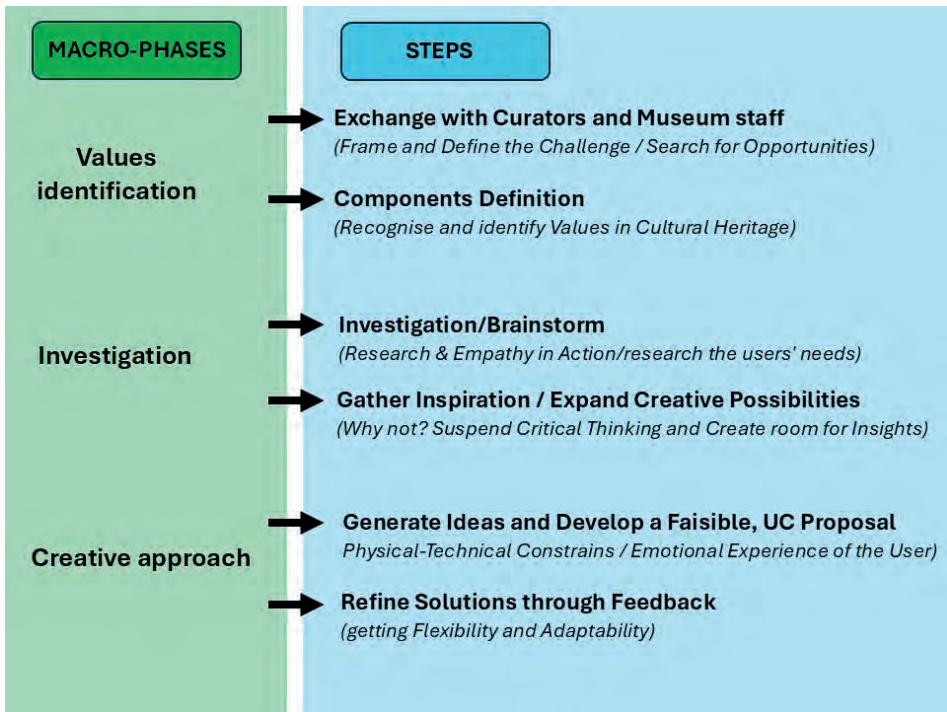 MACRO-PHASES
STEPS
Values
identification
Exchange with Curators and Museum staff
(Frame and Define the Challenge / Search for Opportunities)
Components Definition
(Recognise and identify Values in Cultural Heritage)
Investigation
Investigation/Brainstorm
(Research & Empathy in Action/research the users' needs)
Gather Inspiration / Expand Creative Possibilities
(Why not? Suspend Critical Thinking and Create room for Insights)
Creative approach
Generate Ideas and Develop a Faisible, UC Proposal
Physical-Technical Constrains / Emotional Experience of the User)
Refine Solutions through Feedback
(getting Flexibility and Adaptability)